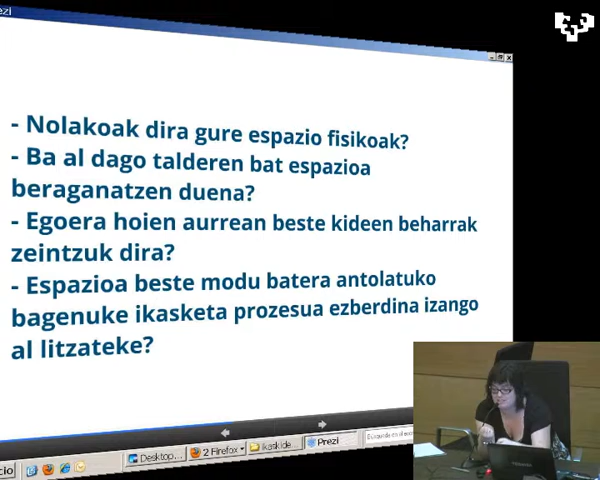 ezi
- Nolakoak dira gure espazio fisikoak?
- Ba al dago talderen bat espazioa
beraganatzen duena?
- Egoera hoien aurrean beste kideen beharrak
zeintzuk dira?
- Espazioa beste modu batera antolatuko
bagenuke ikasketa prozesua ezberdina izango
al litzateke?
cio
Desktop...
2 Firefox
ikaskide...
Prezi